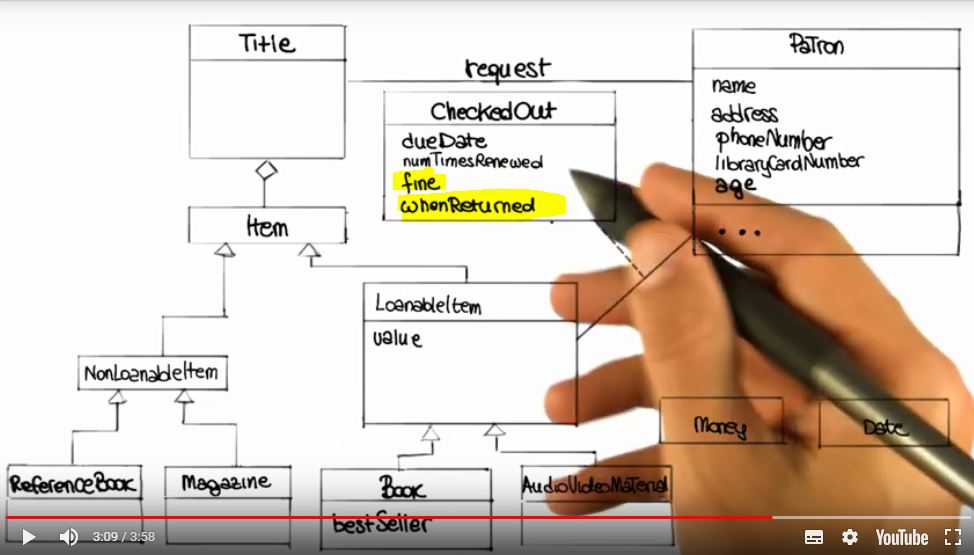 Title
request
Patron
name
address
phoneNumber
libraryCardNumber
age
...
CheckedOut
dueDate
numTimesRenewed
fine
whenReturned
Item
LoanableItem
value
NonLoanableItem
Money
Date
ReferenceBook
Magazine
Book
bestSeller
AudioVideoMaterial
3:09 / 3:58
YouTube